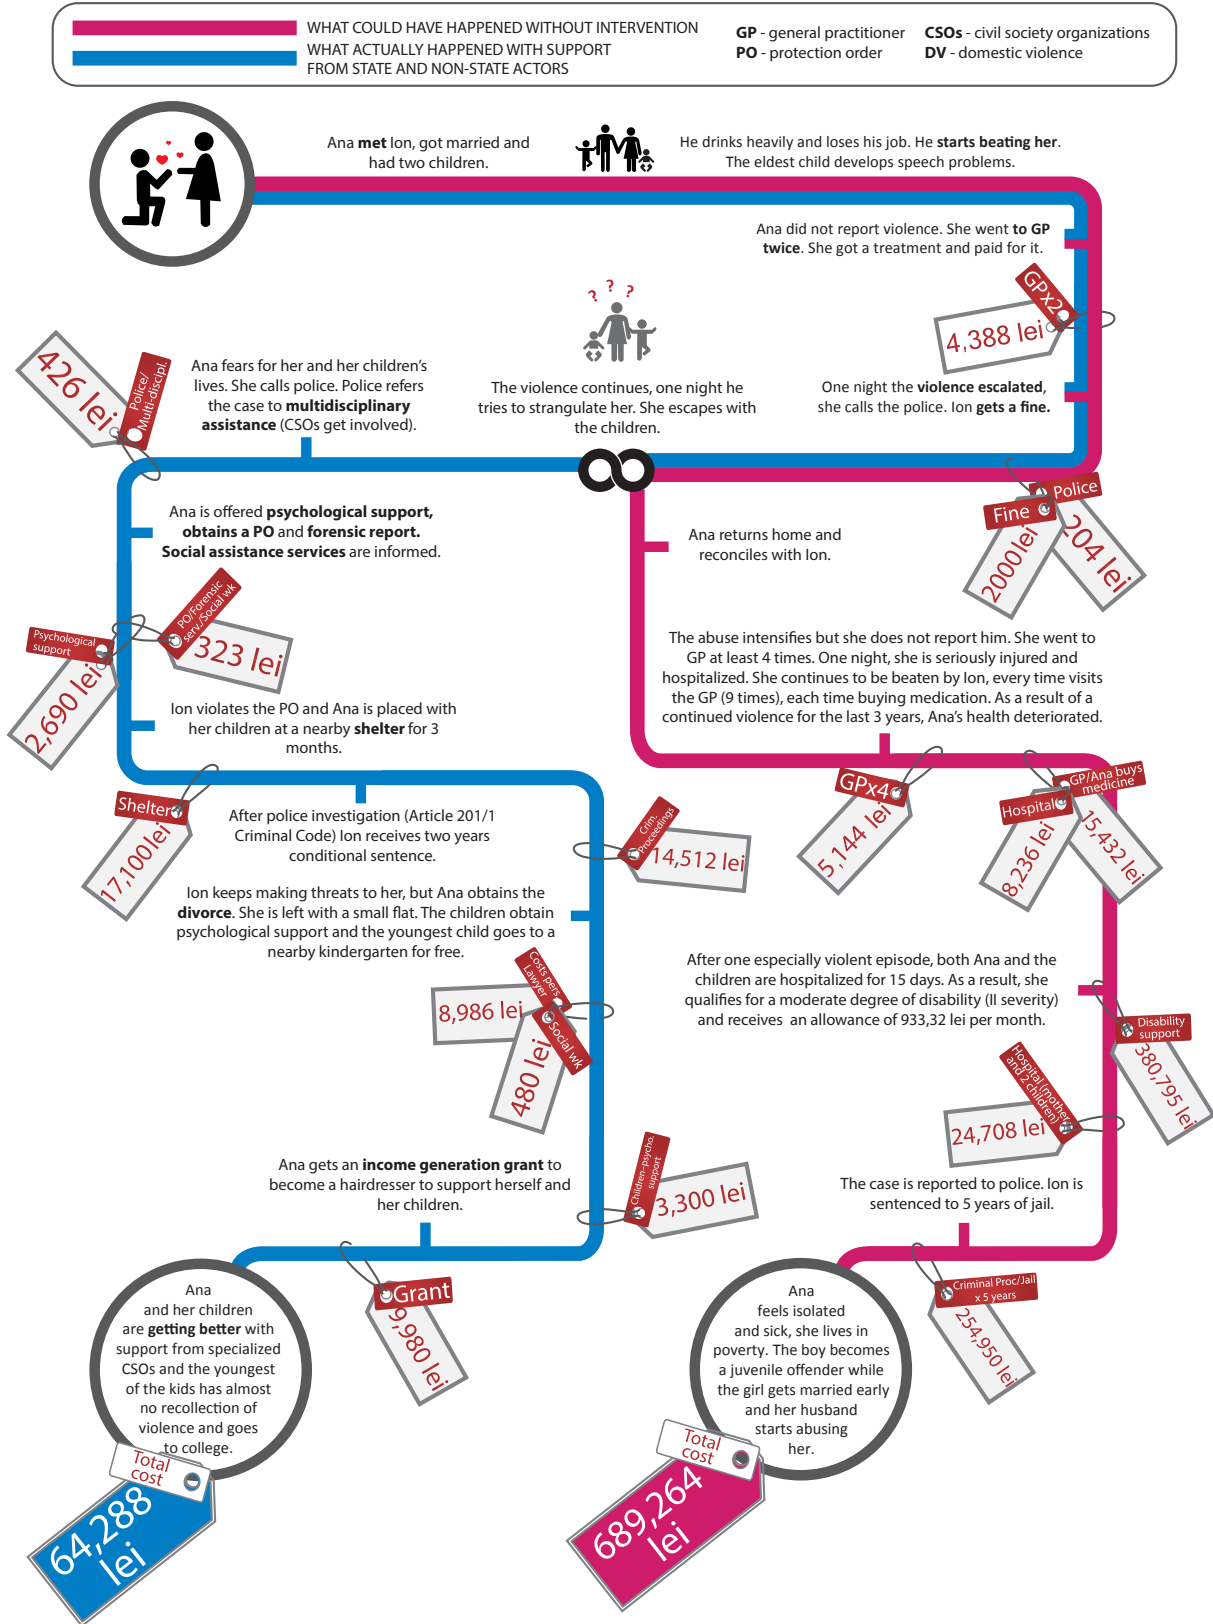 WHAT COULD HAVE HAPPENED WITHOUT INTERVENTION
WHAT ACTUALLY HAPPENED WITH SUPPORT
FROM STATE AND NON-STATE ACTORS
GP - general practitioner
PO - protection order
CSOs - civil society organizations
DV - domestic violence
Ana met Ion, got married and
had two children.
He drinks heavily and loses his job. He starts beating her.
The eldest child develops speech problems.
Ana did not report violence. She went to GP
twice. She got a treatment and paid for it.
GPx2
4,388 lei
? ? ?
One night the violence escalated,
she calls the police. Ion gets a fine.
Police
204 lei
Fine
2000 lei
The violence continues, one night he
tries to strangulate her. She escapes with
the children.
Ana fears for her and her children's
lives. She calls police. Police refers
the case to multidisciplinary
assistance (CSOs get involved).
Police/
Multi-discipl.
426 lei
Ana is offered psychological support,
obtains a PO and forensic report.
Social assistance services are informed.
PO/Forensic
serv./Social wk
323 lei
Psychological
support
2,690 lei
Ion violates the PO and Ana is placed with
her children at a nearby shelter for 3
months.
Shelter
17,100 lei
After police investigation (Article 201/1
Criminal Code) Ion receives two years
conditional sentence.
Crim.
Proceedings
14,512 lei
Ion keeps making threats to her, but Ana obtains the
divorce. She is left with a small flat. The children obtain
psychological support and the youngest child goes to a
nearby kindergarten for free.
Costs pers
Lawyer
8,986 lei
Social wk
480 lei
Children–psycho.
support
3,300 lei
Ana gets an income generation grant to
become a hairdresser to support herself and
her children.
Grant
9,980 lei
Ana
and her children
are getting better with
support from specialized
CSOs and the youngest
of the kids has almost
no recollection of
violence and goes
to college.
Total
cost
64,288
lei
Ana returns home and
reconciles with Ion.
The abuse intensifies but she does not report him. She went to
GP at least 4 times. One night, she is seriously injured and
hospitalized. She continues to be beaten by Ion, every time visits
the GP (9 times), each time buying medication. As a result of a
continued violence for the last 3 years, Ana's health deteriorated.
GPx4
5,144 lei
Hospital
8,236 lei
GP/Ana buys
medicine
15,432 lei
After one especially violent episode, both Ana and the
children are hospitalized for 15 days. As a result, she
qualifies for a moderate degree of disability (II severity)
and receives an allowance of 933,32 lei per month.
Disability
support
380,795 lei
Hospital (mother
and 2 children)
24,708 lei
The case is reported to police. Ion is
sentenced to 5 years of jail.
Criminal Proc/Jail
x 5 years
254,950 lei
Ana
feels isolated
and sick, she lives in
poverty. The boy becomes
a juvenile offender while
the girl gets married early
and her husband
starts abusing
her.
Total
cost
689,264
lei